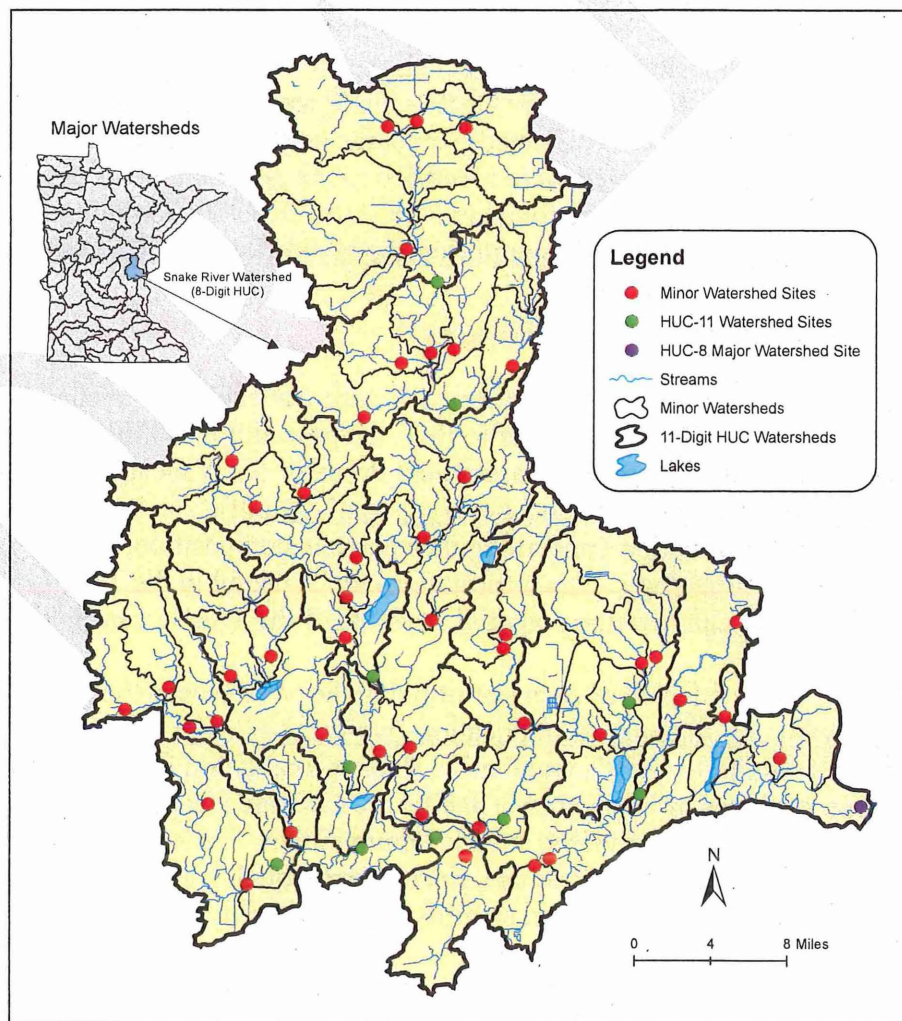 Major Watersheds
Snake River Watershed
(8-Digit HUC)
Legend
Minor Watershed Sites
HUC-11 Watershed Sites
HUC-8 Major Watershed Site
Streams
Minor Watersheds
11-Digit HUC Watersheds
Lakes
N
0 4 8 Miles